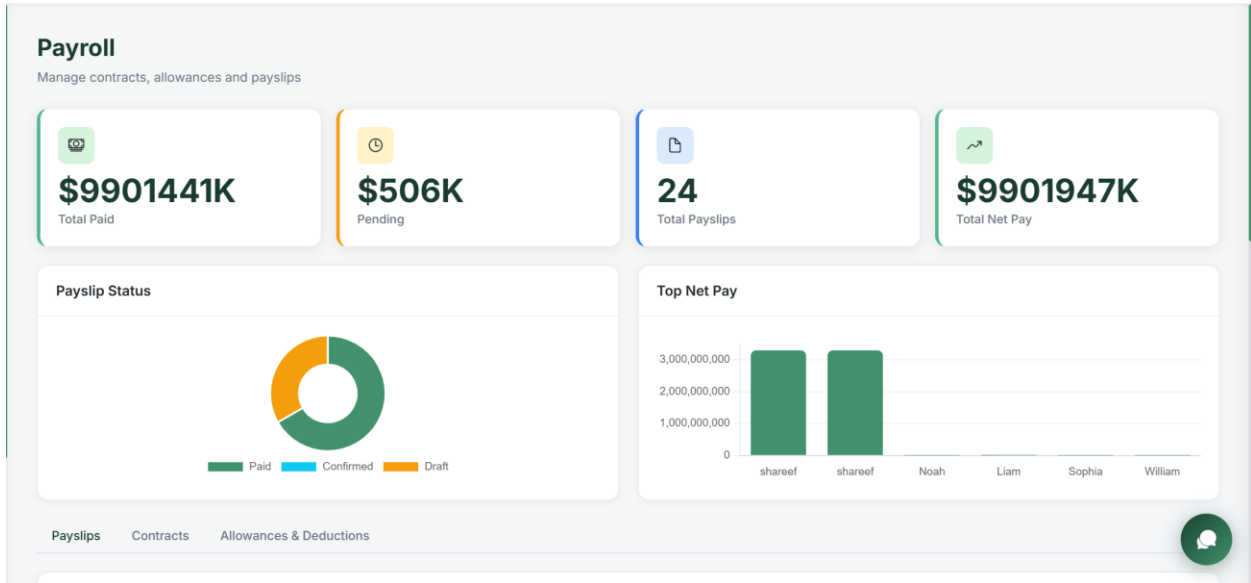 Payroll
Manage contracts, allowances and payslips
$9901441K
Total Paid
$506K
Pending
24
Total Payslips
$9901947K
Total Net Pay
Payslip Status
Paid
Confirmed
Draft
Top Net Pay
3,000,000,000
2,000,000,000
1,000,000,000
0
shareef
shareef
Noah
Liam
Sophia
William
Payslips
Contracts
Allowances & Deductions